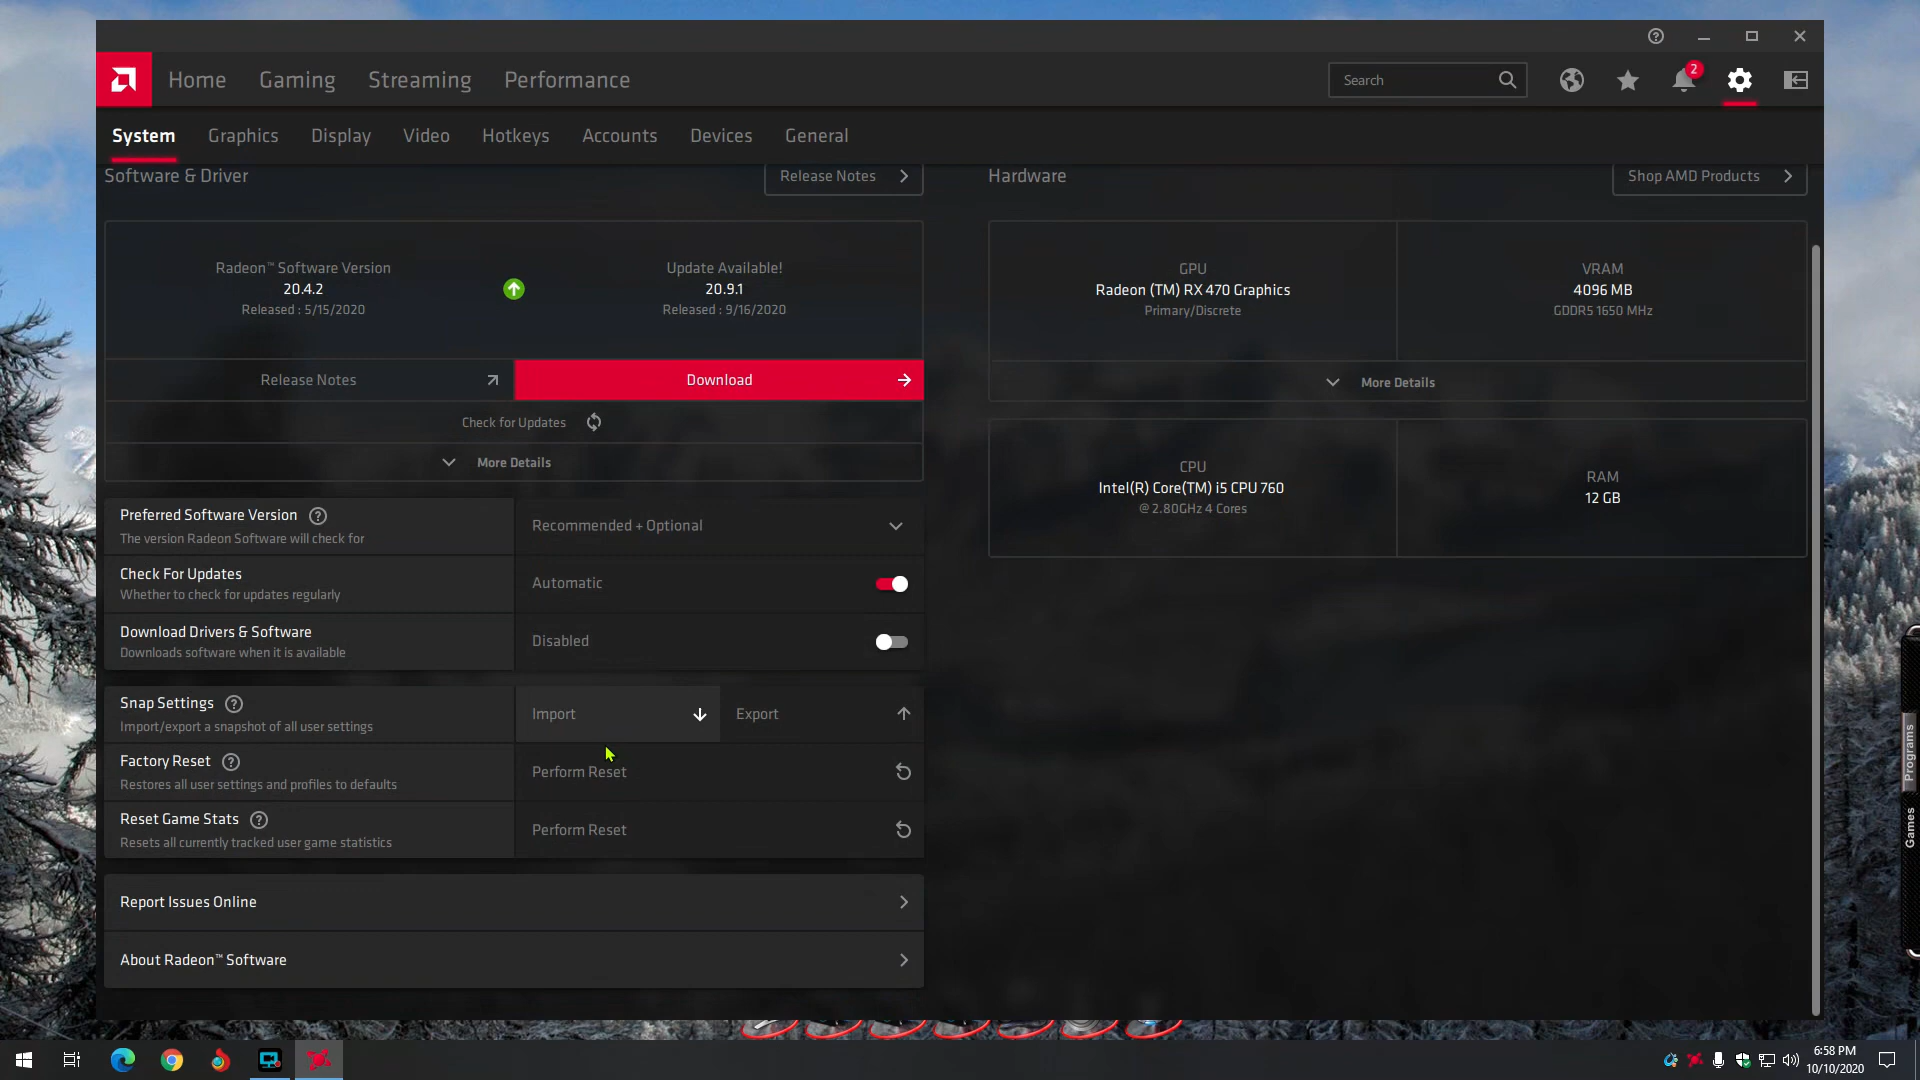 Home
Gaming
Streaming
Performance
Search
2
System
Graphics
Display
Video
Hotkeys
Accounts
Devices
General
Software & Driver
Release Notes
Radeon™ Software Version
20.4.2
Released : 5/15/2020
Update Available!
20.9.1
Released : 9/16/2020
Release Notes
Download
Check for Updates
More Details
Preferred Software Version
The version Radeon Software will check for
Recommended + Optional
Check For Updates
Whether to check for updates regularly
Automatic
Download Drivers & Software
Downloads software when it is available
Disabled
Snap Settings
Import/export a snapshot of all user settings
Import
Export
Factory Reset
Restores all user settings and profiles to defaults
Perform Reset
Reset Game Stats
Resets all currently tracked user game statistics
Perform Reset
Report Issues Online
About Radeon™ Software
Hardware
Shop AMD Products
GPU
Radeon (TM) RX 470 Graphics
Primary/Discrete
VRAM
4096 MB
GDDR5 1650 MHz
More Details
CPU
Intel(R) Core(TM) i5 CPU 760
@ 2.80GHz 4 Cores
RAM
12 GB
Programs
Games
6:58 PM
10/10/2020